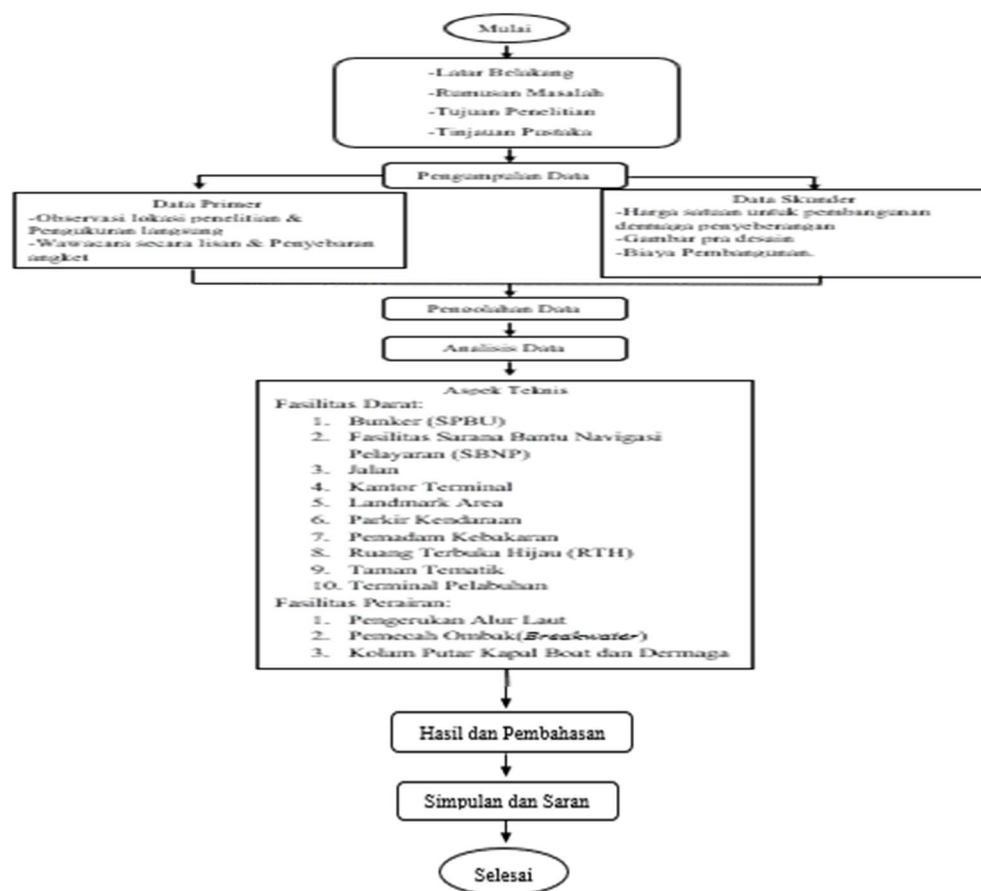 Mulai
-Latar Belakang
-Rumusan Masalah
-Tujuan Penelitian
-Tinjauan Pustaka
Pengumpulan Data
Data Primer
-Observasi lokasi penelitian &
Pengukuran langsung
-Wawacara secara lisan & Penyebaran
angket
Data Skunder
-Harga satuan untuk pembangunan
dermaga penyeberangan
-Gambar pra desain
-Biaya Pembangunan.
Pengolahan Data
Analisis Data
Aspek Teknis
Fasilitas Darat:
1. Bunker (SPBU)
2. Fasilitas Sarana Bantu Navigasi
Pelayaran (SBNP)
3. Jalan
4. Kantor Terminal
5. Landmark Area
6. Parkir Kendaraan
7. Pemadam Kebakaran
8. Ruang Terbuka Hijau (RTH)
9. Taman Tematik
10. Terminal Pelabuhan
Fasilitas Perairan:
1. Pengerukan Alur Laut
2. Pemecah Ombak(Breakwater)
3. Kolam Putar Kapal Boat dan Dermaga
Hasil dan Pembahasan
Simpulan dan Saran
Selesai